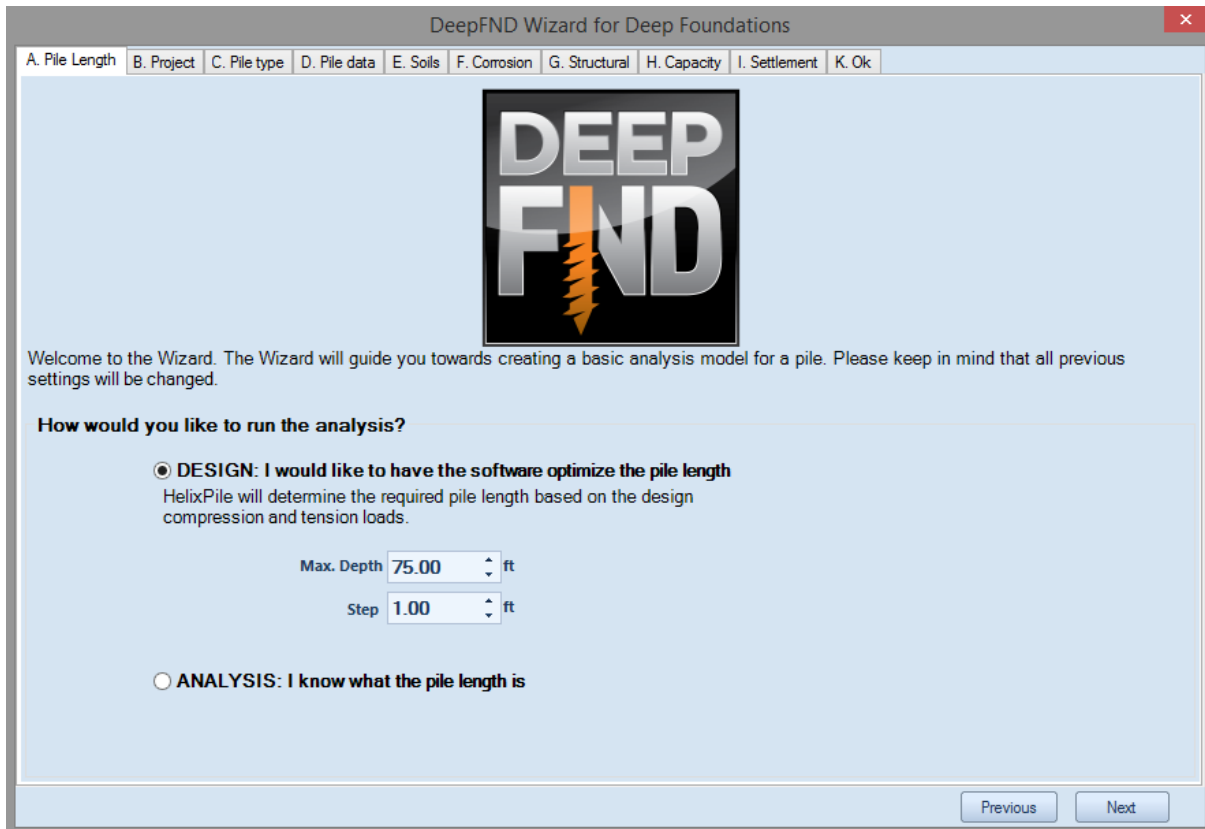 DeepFND Wizard for Deep Foundations
A. Pile Length B. Project C. Pile type D. Pile data E. Soils F. Corrosion G. Structural H. Capacity I. Settlement K. Ok
DEEP
FND
Welcome to the Wizard. The Wizard will guide you towards creating a basic analysis model for a pile. Please keep in mind that all previous
settings will be changed.
How would you like to run the analysis?
DESIGN: I would like to have the software optimize the pile length
HelixPile will determine the required pile length based on the design
compression and tension loads.
Max. Depth 75.00 ft
Step 1.00 ft
ANALYSIS: I know what the pile length is
Previous Next